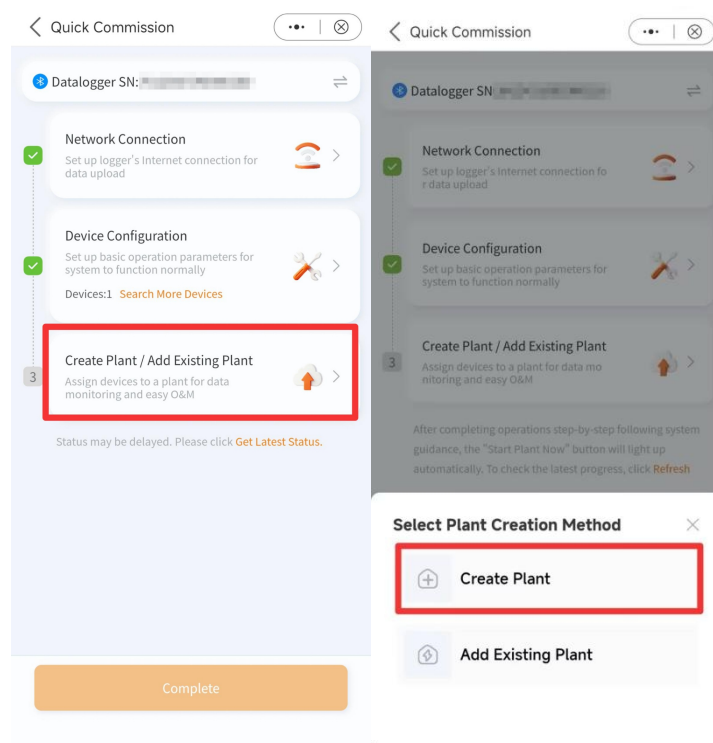 Quick Commission
Datalogger SN:
Network Connection
Set up logger's Internet connection for
data upload
Device Configuration
Set up basic operation parameters for
system to function normally
Devices:1 Search More Devices
3
Create Plant / Add Existing Plant
Assign devices to a plant for data
monitoring and easy O&M
Status may be delayed. Please click Get Latest Status.
Complete
Quick Commission
Datalogger SN
Network Connection
Set up logger's Internet connection fo
r data upload
Device Configuration
Set up basic operation parameters for
system to function normally
3
Create Plant / Add Existing Plant
Assign devices to a plant for data mo
nitoring and easy O&M
After completing operations step-by-step following system
guidance, the "Start Plant Now" button will light up
automatically. To check the latest progress, click Refresh
Select Plant Creation Method
Create Plant
Add Existing Plant